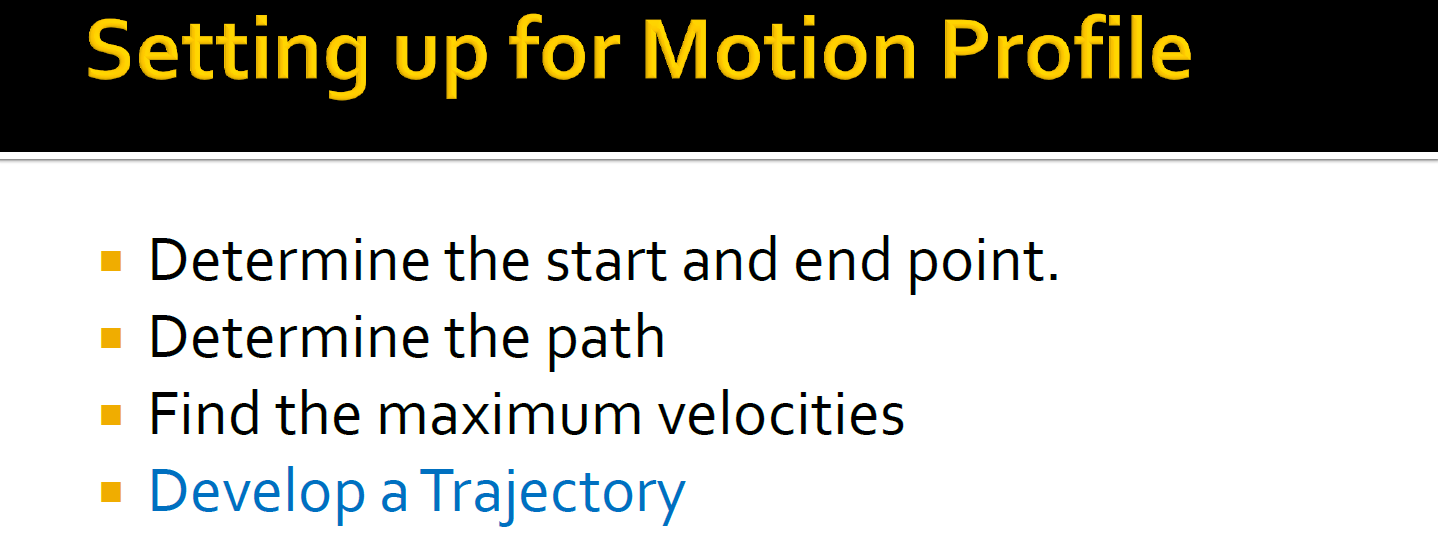 Setting up for Motion Profile
Determine the start and end point.
Determine the path
Find the maximum velocities
Develop a Trajectory